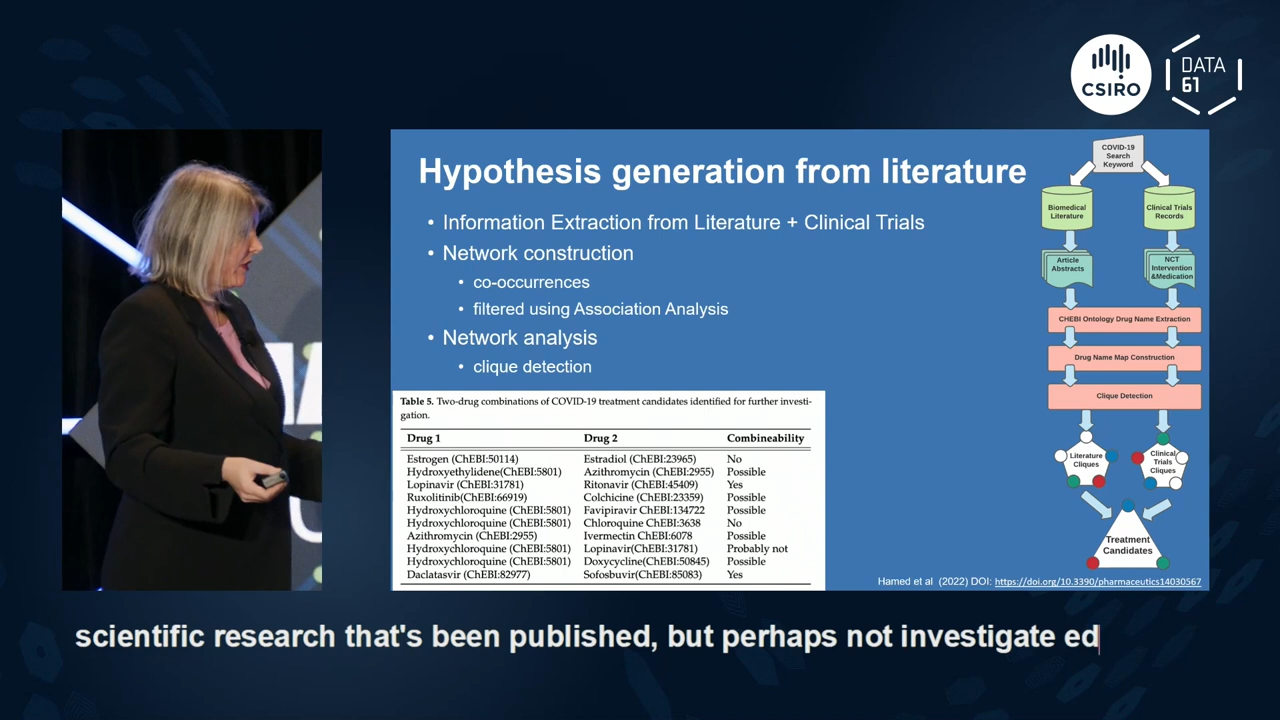 CSIRO
DATA
61
Hypothesis generation from literature
• Information Extraction from Literature + Clinical Trials
• Network construction
• co-occurrences
• filtered using Association Analysis
• Network analysis
• clique detection
Table 5. Two-drug combinations of COVID-19 treatment candidates identified for further investi-
gation.
Drug 1 Drug 2 Combineability
Estrogen (ChEBI:50114) Estradiol (ChEBI:23965) No
Hydroxyethylidene(ChEBI:5801) Azithromycin (ChEBI:2955) Possible
Lopinavir (ChEBI:31781) Ritonavir (ChEBI:45409) Yes
Ruxolitinib(ChEBI:66919) Colchicine (ChEBI:23359) Possible
Hydroxychloroquine (ChEBI:5801) Favipiravir ChEBI:134722 Possible
Hydroxychloroquine (ChEBI:5801) Chloroquine ChEBI:3638 No
Azithromycin (ChEBI:2955) Ivermectin ChEBI:6078 Possible
Hydroxychloroquine (ChEBI:5801) Lopinavir(ChEBI:31781) Probably not
Hydroxychloroquine (ChEBI:5801) Doxycycline(ChEBI:50845) Possible
Daclatasvir (ChEBI:82977) Sofosbuvir(ChEBI:85083) Yes
COVID-19
Search
Keyword
Biomedical
Literature
Clinical Trials
Records
Article
Abstracts
NCT
Intervention
&Medication
CHEBI Ontology Drug Name Extraction
Drug Name Map Construction
Clique Detection
Literature
Cliques
Clinical
Trials
Cliques
Treatment
Candidates
Hamed et al (2022) DOI: https://doi.org/10.3390/pharmaceutics14030567
scientific research that's been published, but perhaps not investigate ed